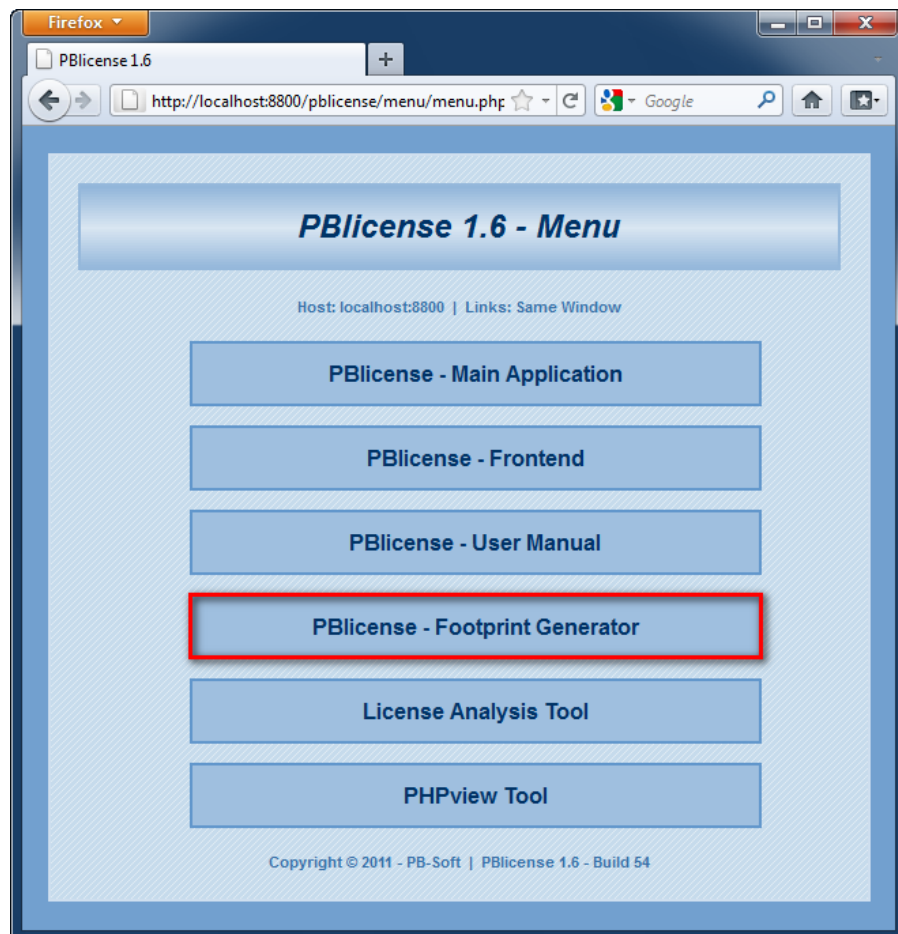 Firefox
PBlicense 1.6
http://localhost:8800/pblicense/menu/menu.php
Google
PBlicense 1.6 - Menu
Host: localhost:8800 | Links: Same Window
PBlicense - Main Application
PBlicense - Frontend
PBlicense - User Manual
PBlicense - Footprint Generator
License Analysis Tool
PHPview Tool
Copyright © 2011 - PB-Soft | PBlicense 1.6 - Build 54